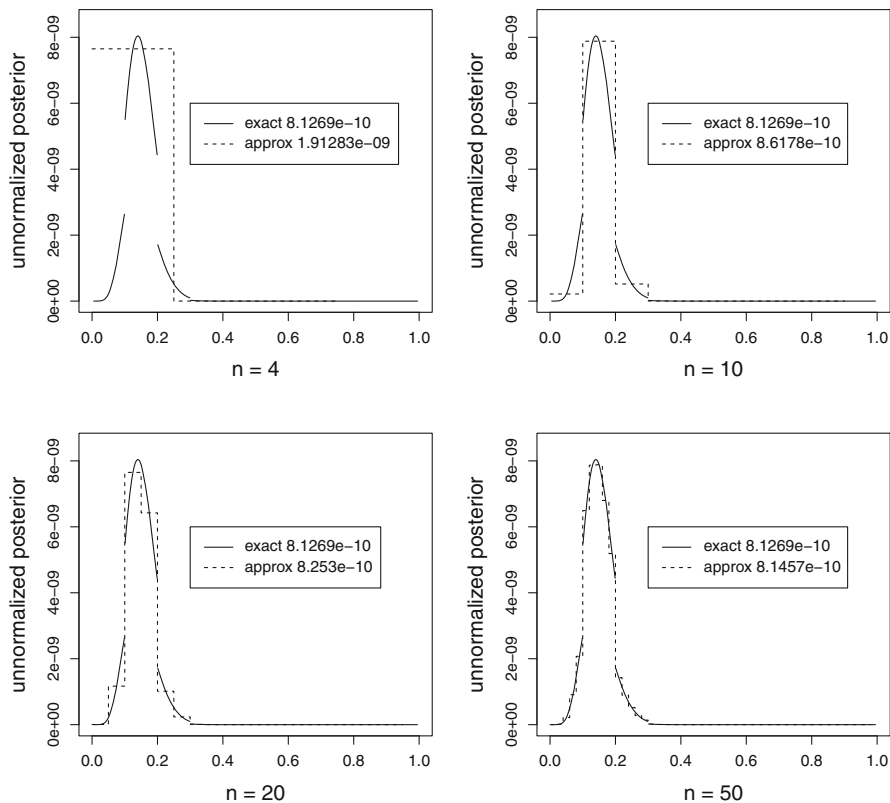 unnormalized posterior
8e−09
6e−09
4e−09
2e−09
0e+00
exact 8.1269e−10
approx 1.91283e−09
0.0 0.2 0.4 0.6 0.8 1.0
n = 4
unnormalized posterior
8e−09
6e−09
4e−09
2e−09
0e+00
exact 8.1269e−10
approx 8.6178e−10
0.0 0.2 0.4 0.6 0.8 1.0
n = 10
unnormalized posterior
8e−09
6e−09
4e−09
2e−09
0e+00
exact 8.1269e−10
approx 8.253e−10
0.0 0.2 0.4 0.6 0.8 1.0
n = 20
unnormalized posterior
8e−09
6e−09
4e−09
2e−09
0e+00
exact 8.1269e−10
approx 8.1457e−10
0.0 0.2 0.4 0.6 0.8 1.0
n = 50